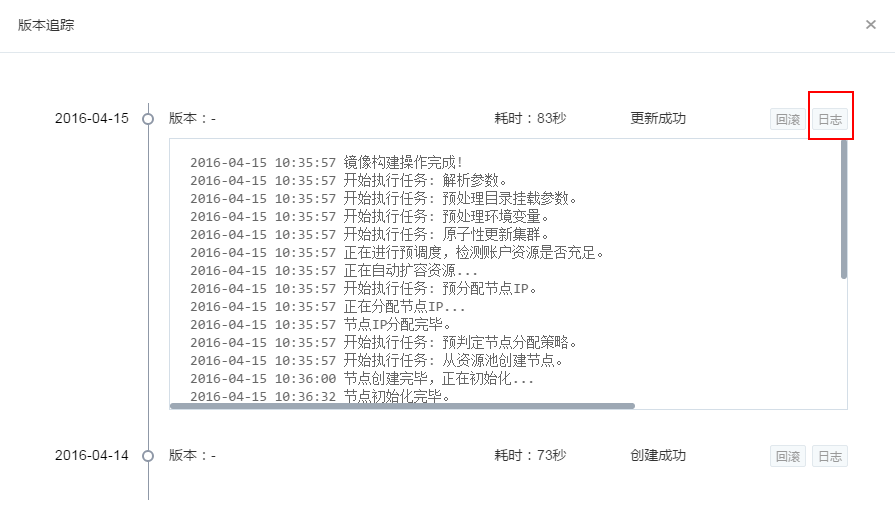 版本追踪 ×
2016-04-15 版本：- 耗时：83秒 更新成功 回滚 日志
2016-04-15 10:35:57 镜像构建操作完成!
2016-04-15 10:35:57 开始执行任务: 解析参数。
2016-04-15 10:35:57 开始执行任务: 预处理目录挂载参数。
2016-04-15 10:35:57 开始执行任务: 预处理环境变量。
2016-04-15 10:35:57 开始执行任务: 原子性更新集群。
2016-04-15 10:35:57 正在进行预调度，检测账户资源是否充足。
2016-04-15 10:35:57 正在自动扩容资源...
2016-04-15 10:35:57 开始执行任务: 预分配节点IP。
2016-04-15 10:35:57 正在分配节点IP...
2016-04-15 10:35:57 节点IP分配完毕。
2016-04-15 10:35:57 开始执行任务: 预判定节点分配策略。
2016-04-15 10:35:57 开始执行任务: 从资源池创建节点。
2016-04-15 10:36:00 节点创建完毕，正在初始化...
2016-04-15 10:36:32 节点初始化完毕。
2016-04-14 版本：- 耗时：73秒 创建成功 回滚 日志